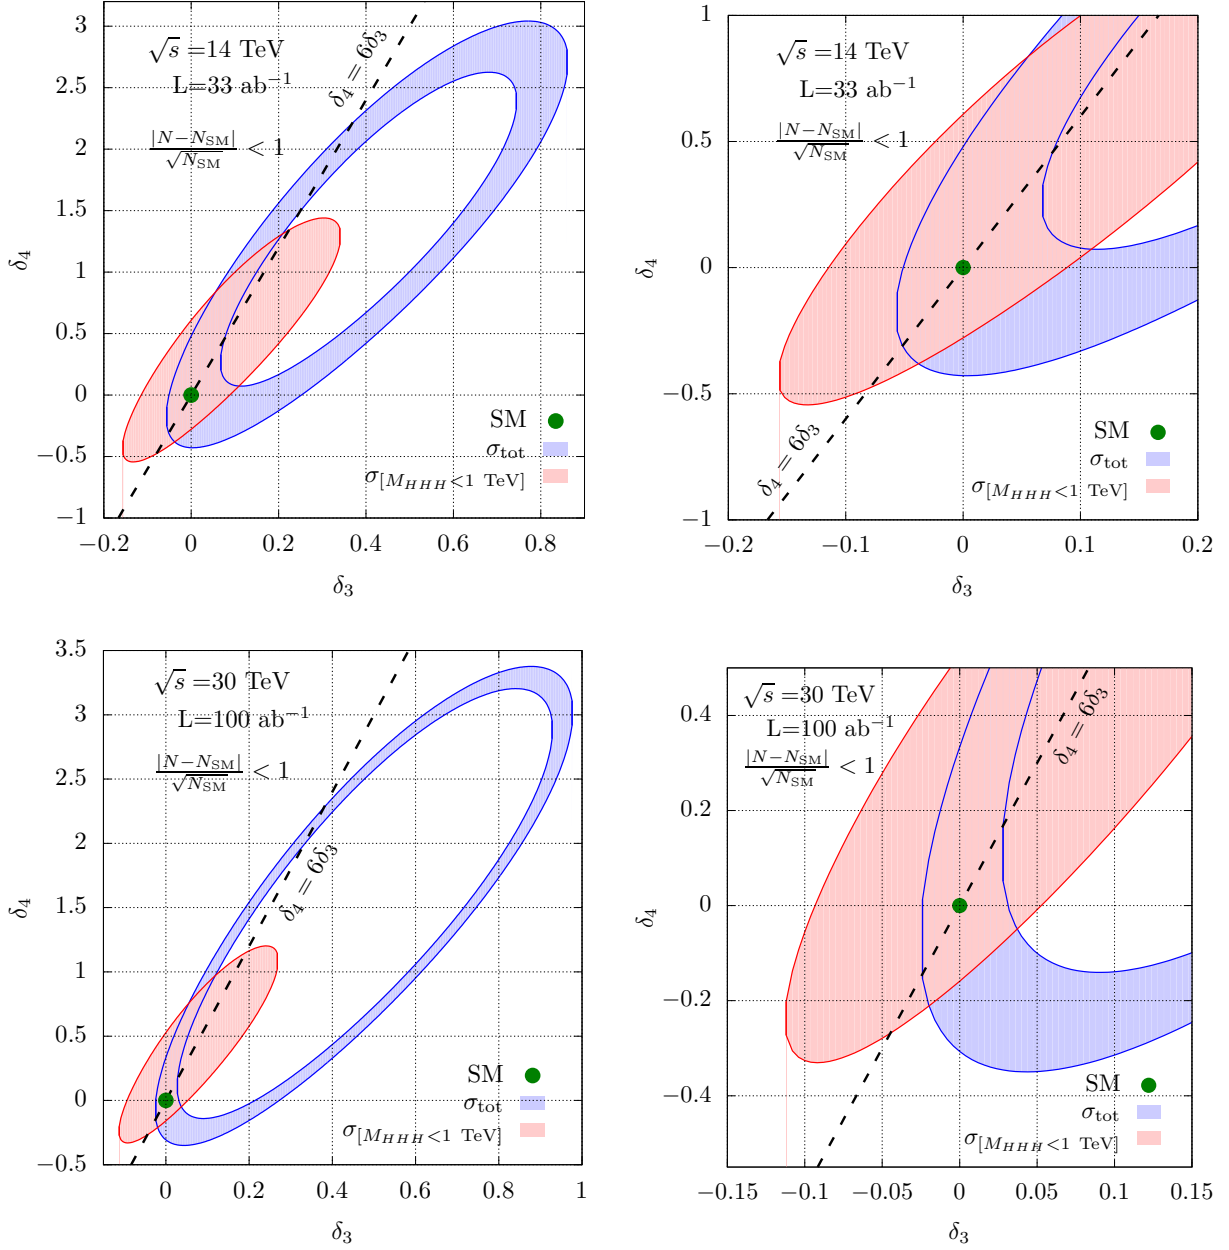 √s =14 TeV
L=33 ab⁻¹
|N−N_SM|/√N_SM < 1
δ₄ = 6δ₃
SM
σ_tot
σ_[M_HHH<1 TeV]
δ₄
3
2.5
2
1.5
1
0.5
0
−0.5
−1
−0.2 0 0.2 0.4 0.6 0.8
δ₃
√s =14 TeV
L=33 ab⁻¹
|N−N_SM|/√N_SM < 1
δ₄ = 6δ₃
SM
σ_tot
σ_[M_HHH<1 TeV]
δ₄
1
0.5
0
−0.5
−1
−0.2 −0.1 0 0.1 0.2
δ₃
√s =30 TeV
L=100 ab⁻¹
|N−N_SM|/√N_SM < 1
δ₄ = 6δ₃
SM
σ_tot
σ_[M_HHH<1 TeV]
δ₄
3.5
3
2.5
2
1.5
1
0.5
0
−0.5
0 0.2 0.4 0.6 0.8 1
δ₃
√s =30 TeV
L=100 ab⁻¹
|N−N_SM|/√N_SM < 1
δ₄ = 6δ₃
SM
σ_tot
σ_[M_HHH<1 TeV]
δ₄
0.4
0.2
0
−0.2
−0.4
−0.15 −0.1 −0.05 0 0.05 0.1 0.15
δ₃